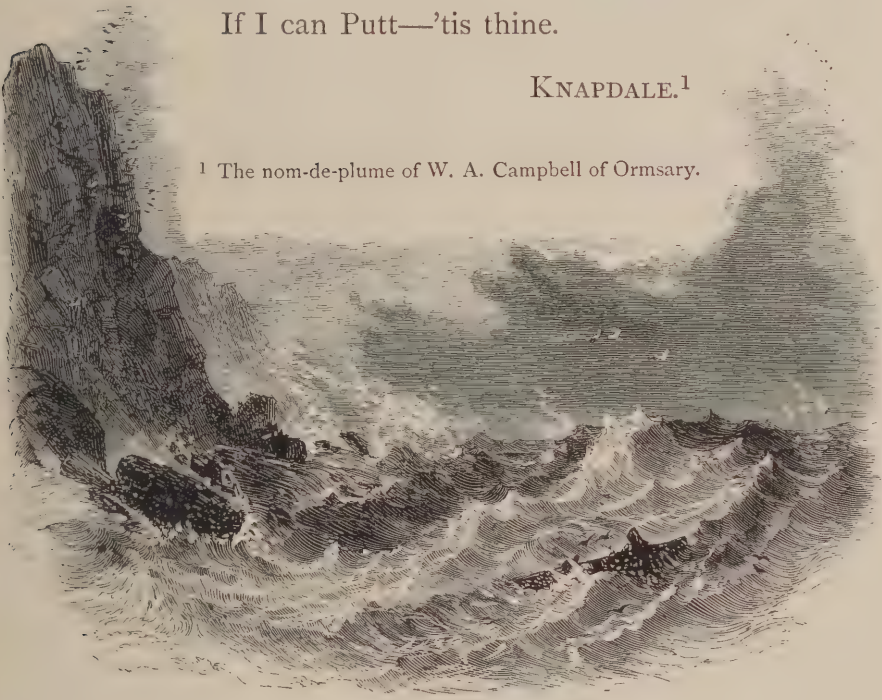 If I can Putt—’tis thine.
KNAPDALE.¹
¹ The nom-de-plume of W. A. Campbell of Ormsary.